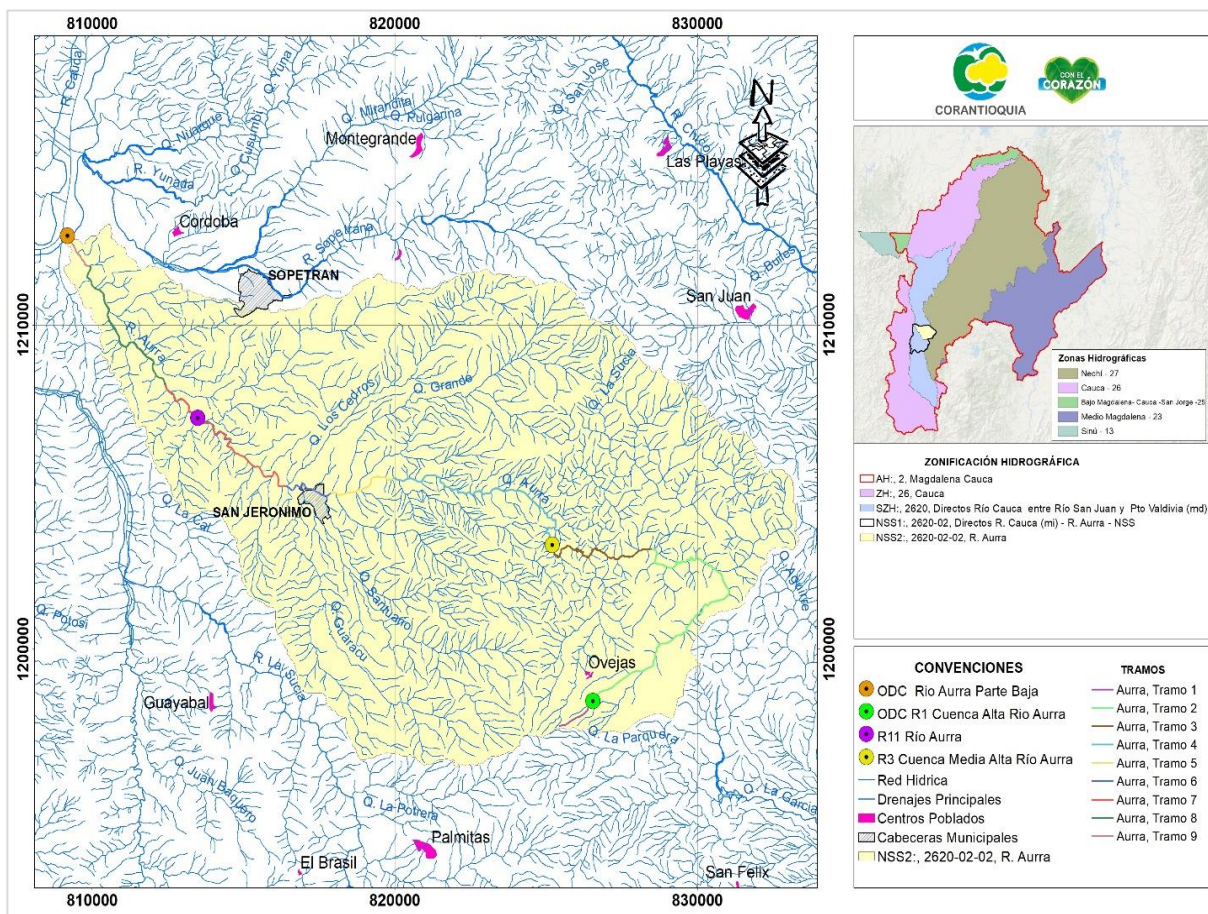 810000
820000
830000
R. Cauca
Q. Yuna
Q. San Jose
Q. Mirandita
Q. Pulgarina
Q. Nuarque
Montegrande
R. Chico
N
Q. Cusumbi
Las Playas
R. Yunada
Cordoba
R. Sopetrana
SOPETRAN
Q. Builes
San Juan
1210000
1210000
R. Aurra
Q. Grande
Q. La Sucia
Q. Los Cedros
Q. Aurra
SAN JERONIMO
Q. La Cal
Q. Aguirre
Q. Santuario
Q. Potosi
Q. Guaracu
1200000
1200000
R. La Sucia
Ovejas
Guayabal
Q. La Parquera
Q. Juan Baquero
Q. La Garcia
Q. La Potrera
Palmitas
El Brasil
San Felix
810000
820000
830000
CORANTIOQUIA
CON EL
CORAZÓN
Zonas Hidrográficas
Nechí - 27
Cauca - 26
Bajo Magdalena- Cauca -San Jorge -25
Medio Magdalena - 23
Sinú - 13
ZONIFICACIÓN HIDROGRÁFICA
AH:, 2, Magdalena Cauca
ZH:, 26, Cauca
SZH:, 2620, Directos Río Cauca entre Río San Juan y Pto Valdivia (md)
NSS1:, 2620-02, Directos R. Cauca (mi) - R. Aurra - NSS
NSS2:, 2620-02-02, R. Aurra
CONVENCIONES
ODC Rio Aurra Parte Baja
ODC R1 Cuenca Alta Rio Aurra
R11 Río Aurra
R3 Cuenca Media Alta Río Aurra
Red Hidrica
Drenajes Principales
Centros Poblados
Cabeceras Municipales
NSS2:, 2620-02-02, R. Aurra
TRAMOS
Aurra, Tramo 1
Aurra, Tramo 2
Aurra, Tramo 3
Aurra, Tramo 4
Aurra, Tramo 5
Aurra, Tramo 6
Aurra, Tramo 7
Aurra, Tramo 8
Aurra, Tramo 9